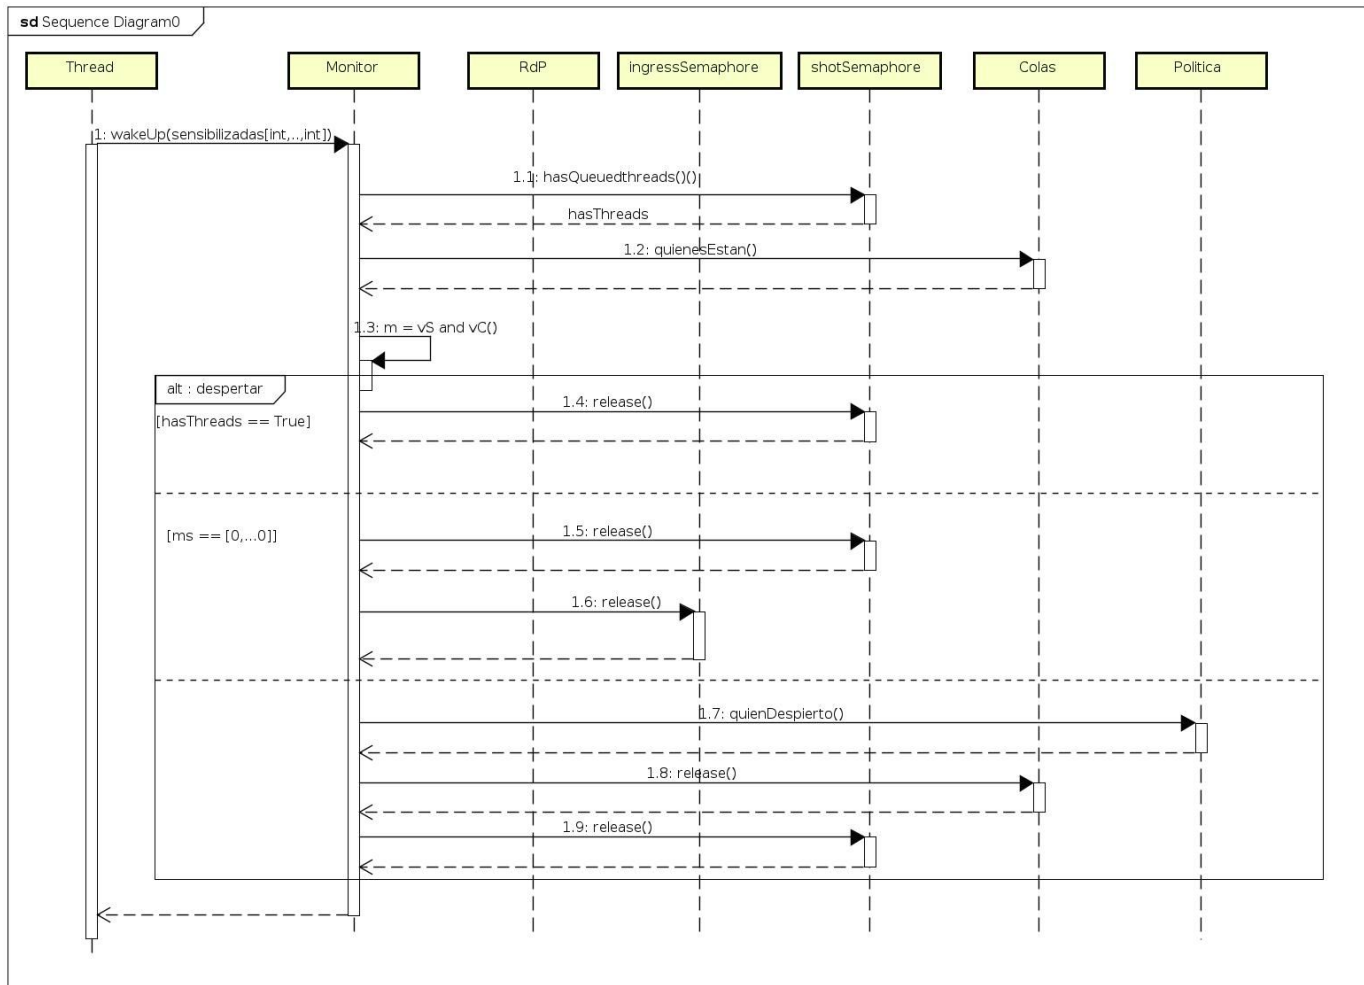 sd Sequence Diagram0
Thread
Monitor
RdP
ingressSemaphore
shotSemaphore
Colas
Politica
1: wakeUp(sensibilizadas[int,..,int])
1.1: hasQueuedthreads()()
hasThreads
1.2: quienesEstan()
1.3: m = vS and vC()
alt : despertar
1.4: release()
[hasThreads == True]
1.5: release()
[ms == [0,...0]]
1.6: release()
1.7: quienDespierto()
1.8: release()
1.9: release()